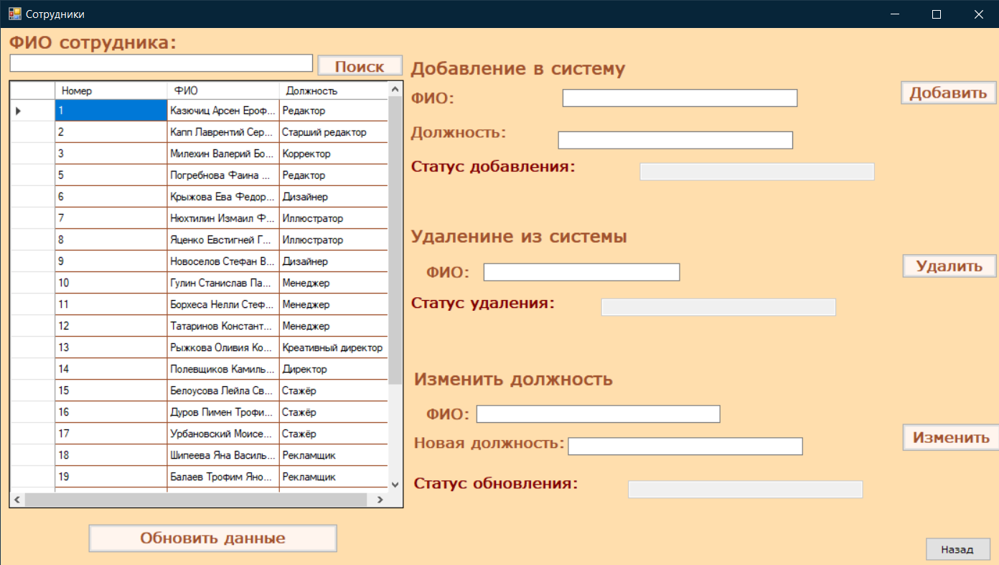 Сотрудники
ФИО сотрудника:
Поиск
Номер ФИО Должность
1 Казючиц Арсен Ероф... Редактор
2 Капп Лаврентий Сер... Старший редактор
3 Милехин Валерий Бо... Корректор
5 Погребнова Фаина ... Редактор
6 Крыжова Ева Федор... Дизайнер
7 Нюхтилин Измаил Ф... Иллюстратор
8 Яценко Евстигней Г... Иллюстратор
9 Новоселов Стефан В... Дизайнер
10 Гулин Станислав Па... Менеджер
11 Борхеса Нелли Стеф... Менеджер
12 Татаринов Констант... Менеджер
13 Рыжкова Оливия Ко... Креативный директор
14 Полевщиков Камиль... Директор
15 Белоусова Лейла Св... Стажёр
16 Дуров Пимен Трофи... Стажёр
17 Урбановский Моисе... Стажёр
18 Шипеева Яна Василь... Рекламщик
19 Балаев Трофим Яно... Рекламщик
Обновить данные
Добавление в систему
ФИО:
Добавить
Должность:
Статус добавления:
Удаленине из системы
ФИО:
Удалить
Статус удаления:
Изменить должность
ФИО:
Новая должность:
Изменить
Статус обновления:
Назад